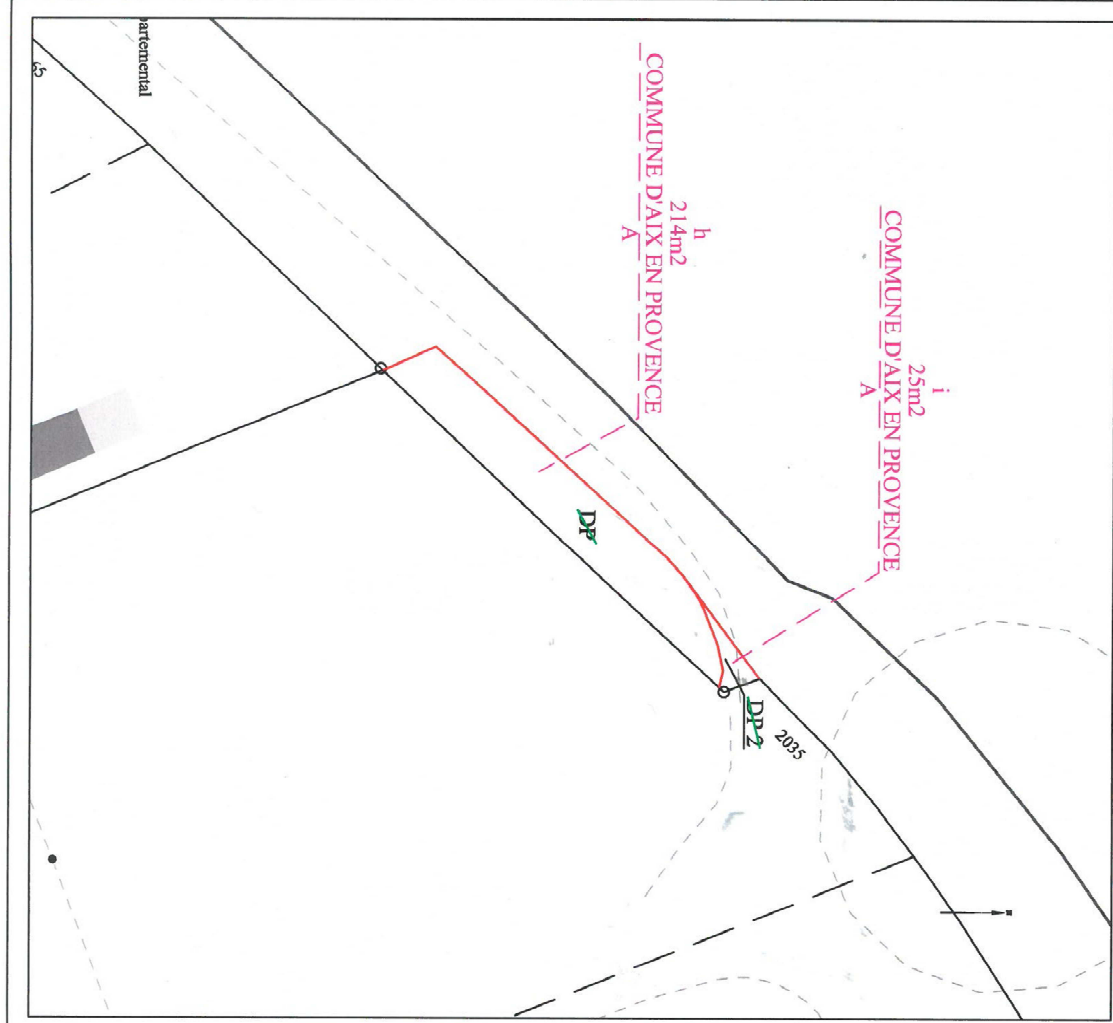 partemental
65
h
214m2
COMMUNE D'AIX EN PROVENCE
A
i
25m2
COMMUNE D'AIX EN PROVENCE
A
DP
DP 2
2035